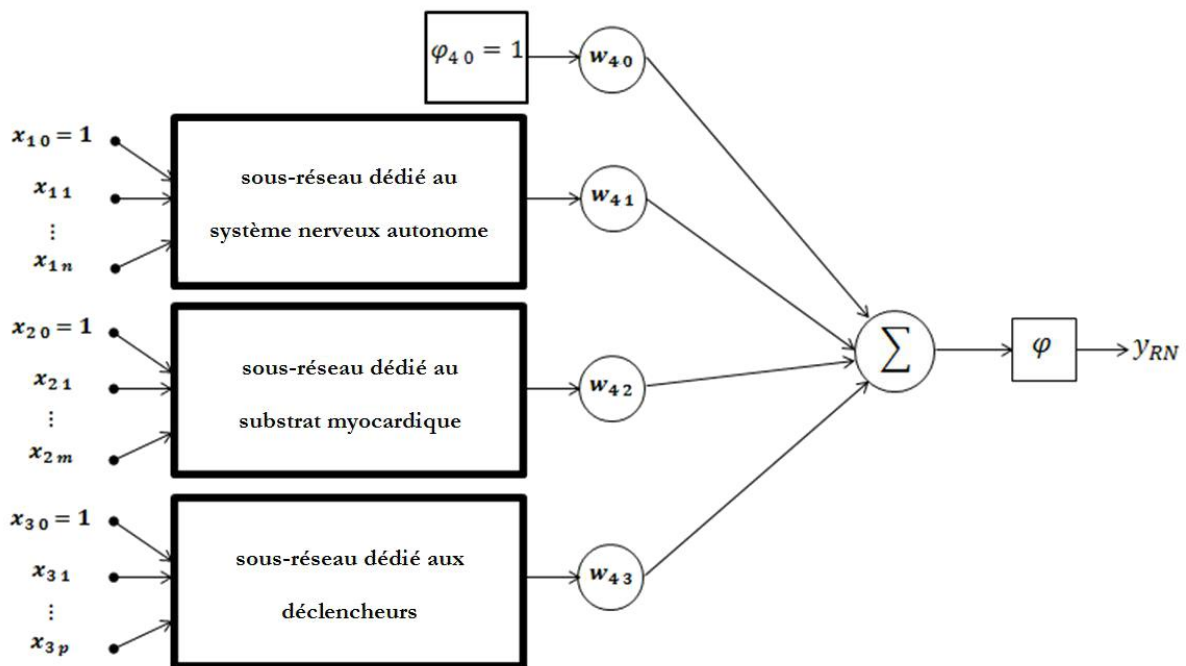 φ₄₀ = 1
w₄₀
x₁₀ = 1
x₁₁
⋮
x₁ₙ
sous-réseau dédié au
système nerveux autonome
w₄₁
x₂₀ = 1
x₂₁
⋮
x₂ₘ
sous-réseau dédié au
substrat myocardique
w₄₂
x₃₀ = 1
x₃₁
⋮
x₃ₚ
sous-réseau dédié aux
déclencheurs
w₄₃
∑
φ
y_RN